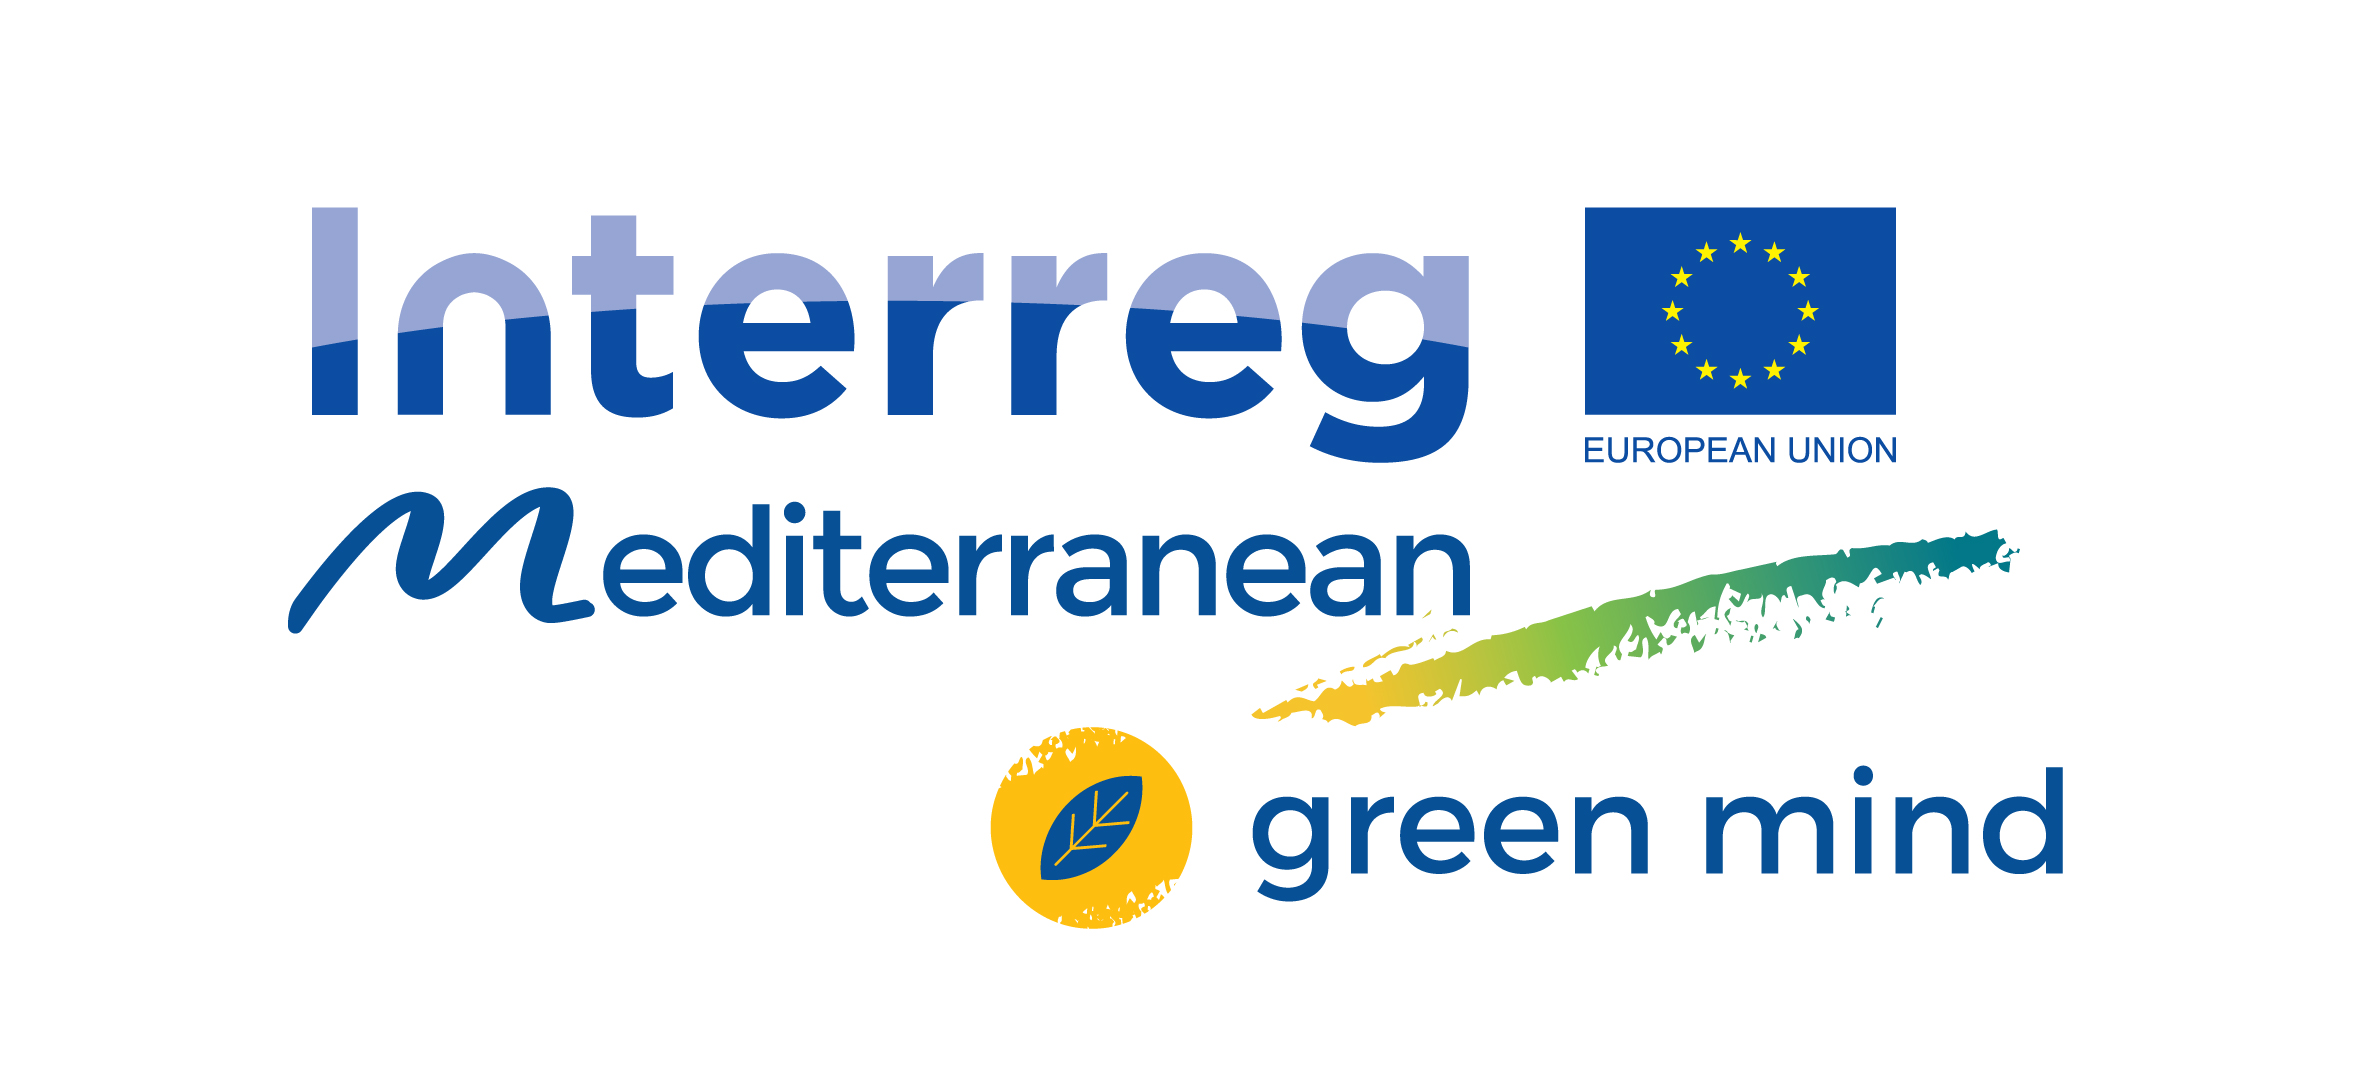 Interreg
EUROPEAN UNION
Mediterranean
green mind